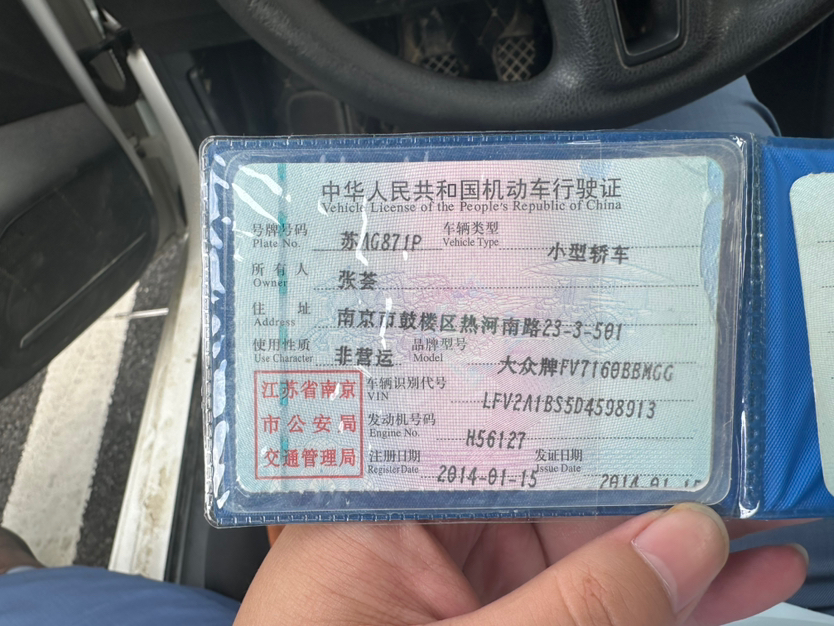 中华人民共和国机动车行驶证
Vehicle License of the People's Republic of China
号牌号码 苏AG871P 车辆类型 小型轿车
Plate No. Vehicle Type
所有人 张荟
Owner
住址 南京市鼓楼区热河南路23-3-501
Address
使用性质 非营运 品牌型号 大众牌FV7160BBMGG
Use Character Model
江苏省南京
市公安局
交通管理局
车辆识别代号 LFV2A1BS5D4598913
VIN
发动机号码 H56127
Engine No.
注册日期 2014-01-15 发证日期 2014-01-15
Register Date Issue Date